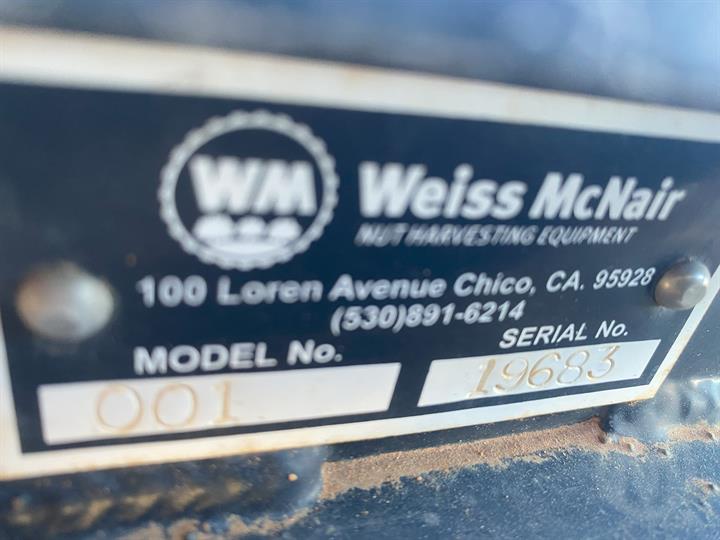 WM
Weiss McNair
NUT HARVESTING EQUIPMENT
100 Loren Avenue Chico, CA. 95928
(530)891-6214
MODEL No.
001
SERIAL No.
19683